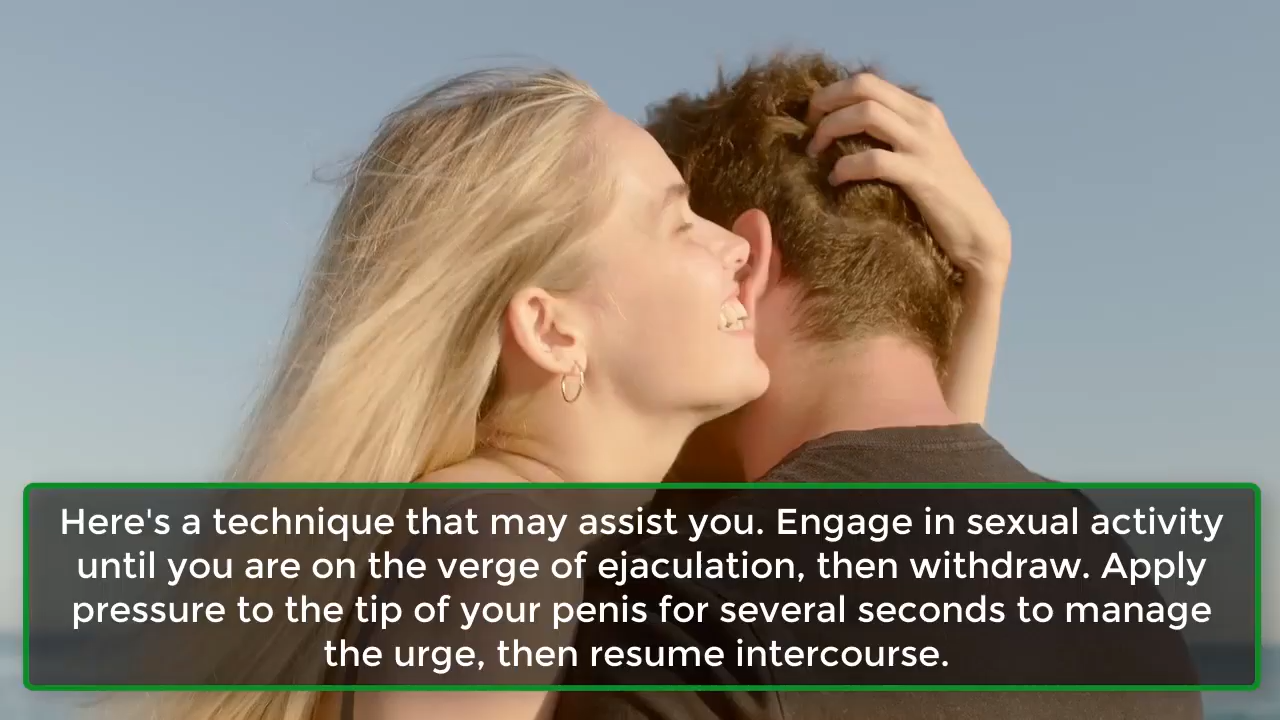 Here's a technique that may assist you. Engage in sexual activity
until you are on the verge of ejaculation, then withdraw. Apply
pressure to the tip of your penis for several seconds to manage
the urge, then resume intercourse.